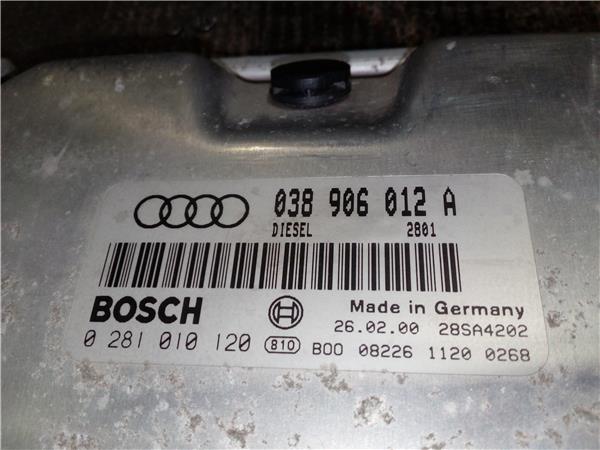 038 906 012 A
DIESEL 2801
BOSCH
Made in Germany
26.02.00 28SA4202
0 281 010 120 810 B00 08226 1120 0268